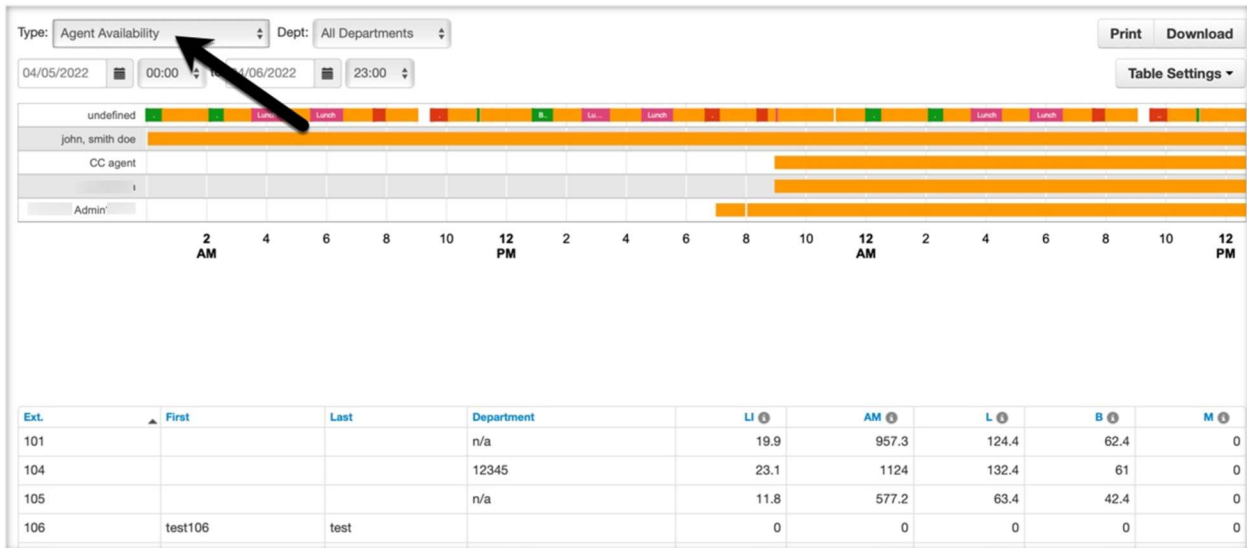 Type: Agent Availability Dept: All Departments Print Download
04/05/2022 00:00 04/06/2022 23:00 Table Settings
undefined . . Lunch Lunch . B.. Lu... Lunch .. . . Lunch Lunch ..
john, smith doe
CC agent
Admin'
2 4 6 8 10 12 2 4 6 8 10 12 2 4 6 8 10 12
AM PM AM PM
Ext. First Last Department LI AM L B M
101 n/a 19.9 957.3 124.4 62.4 0
104 12345 23.1 1124 132.4 61 0
105 n/a 11.8 577.2 63.4 42.4 0
106 test106 test 0 0 0 0 0